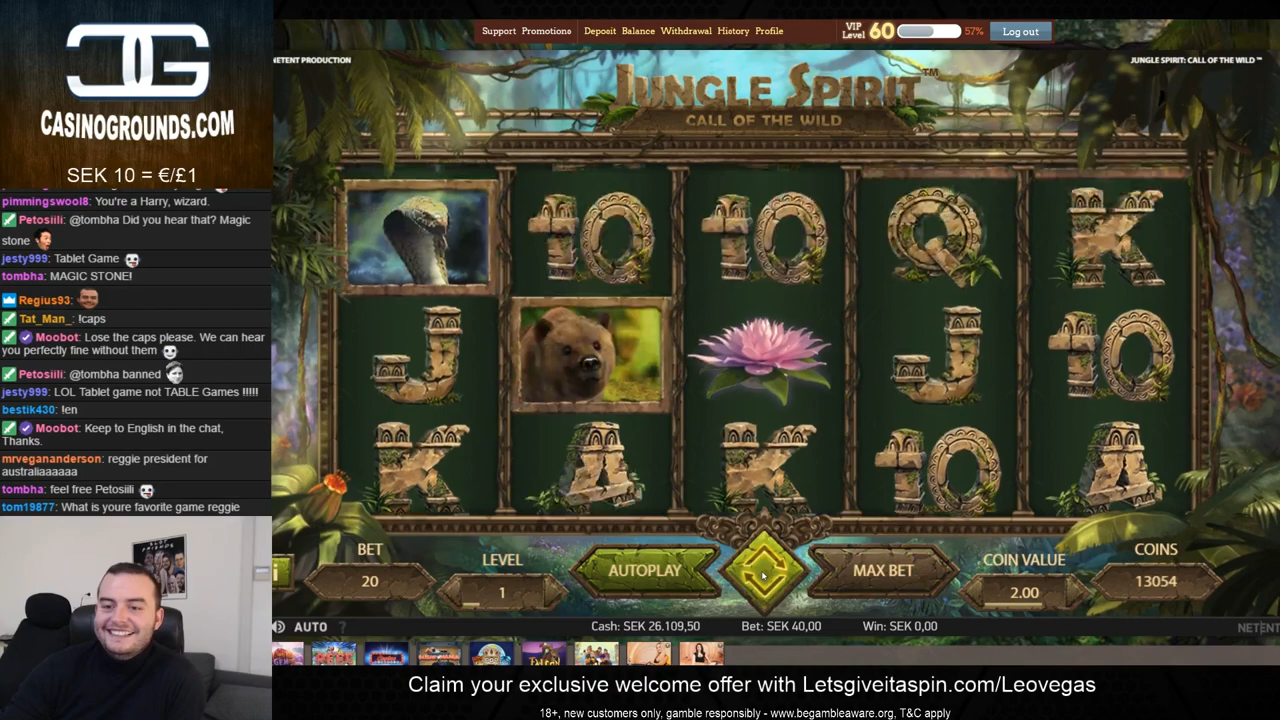 CG
CASINOGROUNDS.COM
SEK 10 = €/£1
pimmingswool8: You're a Harry, wizard.
Petosiili: @tombha Did you hear that? Magic
stone
jesty999: Tablet Game
tombha: MAGIC STONE!
Regius93:
Tat_Man_: !caps
Moobot: Lose the caps please. We can hear
you perfectly fine without them
Petosiili: @tombha banned
jesty999: LOL Tablet game not TABLE Games !!!!!
bestik430: !en
Moobot: Keep to English in the chat,
Thanks.
mrvegananderson: reggie president for
australiaaaaaa
tombha: feel free Petosiili
tom19877: What is youre favorite game reggie
Support Promotions Deposit Balance Withdrawal History Profile
VIP
Level 60 57% Log out
NETENT PRODUCTION
JUNGLE SPIRIT: CALL OF THE WILD™
JUNGLE SPIRIT™
CALL OF THE WILD
10 10 Q K
J J 10
K A K 10 A
BET
20
LEVEL
1
AUTOPLAY
MAX BET
COIN VALUE
2.00
COINS
13054
AUTO ?
Cash: SEK 26.109,50 Bet: SEK 40,00 Win: SEK 0,00
NETENT
Claim your exclusive welcome offer with Letsgiveitaspin.com/Leovegas
18+, new customers only, gamble responsibly - www.begambleaware.org, T&C apply